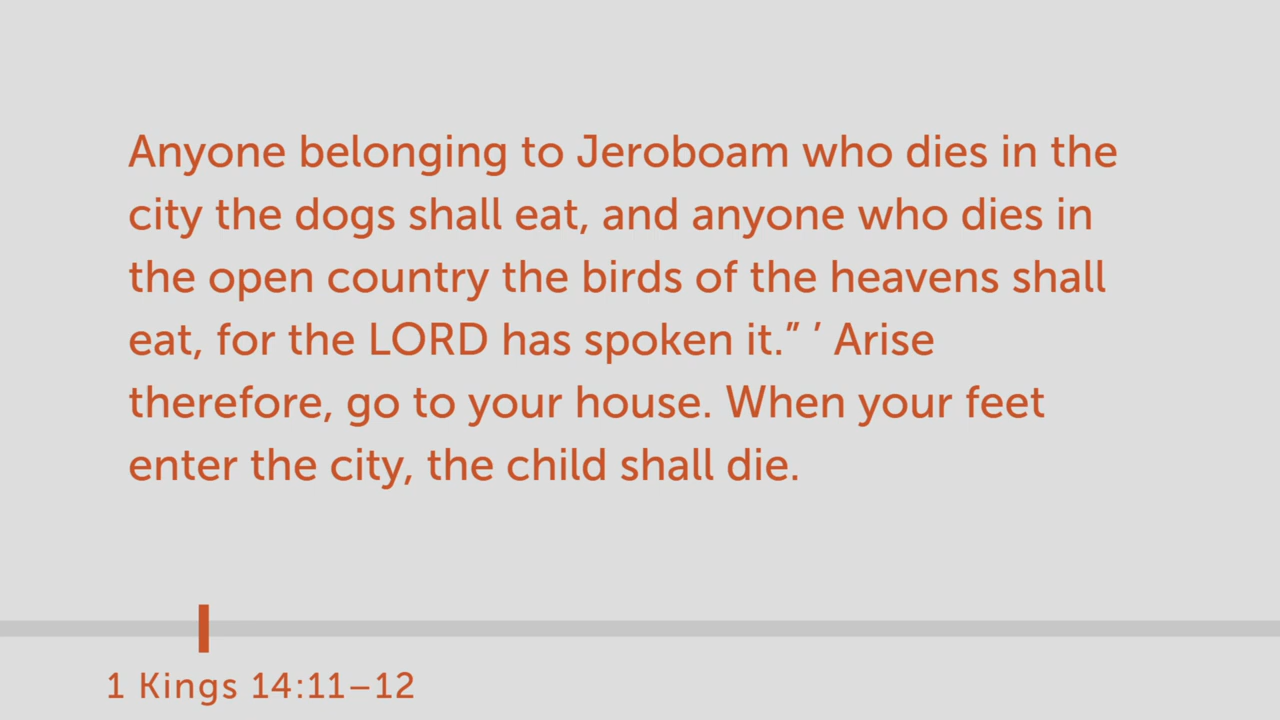 Anyone belonging to Jeroboam who dies in the
city the dogs shall eat, and anyone who dies in
the open country the birds of the heavens shall
eat, for the LORD has spoken it.” ’ Arise
therefore, go to your house. When your feet
enter the city, the child shall die.
1 Kings 14:11–12